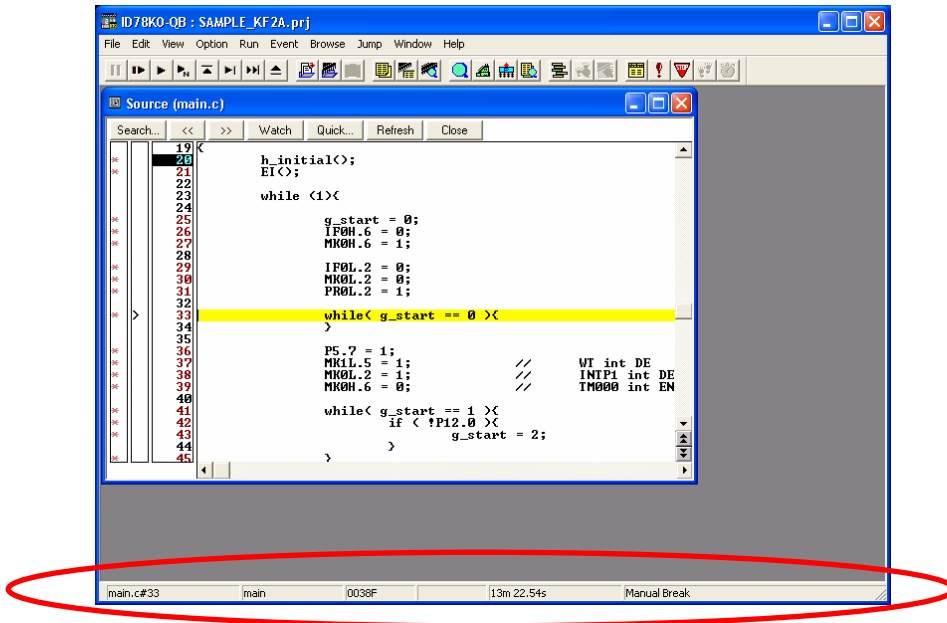 ID78K0-QB : SAMPLE_KF2A.prj
File Edit View Option Run Event Browse Jump Window Help
Source (main.c)
Search... << >> Watch Quick... Refresh Close
19 {
* 20 h_initial();
* 21 EI();
22
23 while (1){
24
* 25 g_start = 0;
* 26 IF0H.6 = 0;
* 27 MK0H.6 = 1;
28
* 29 IF0L.2 = 0;
* 30 MK0L.2 = 0;
* 31 PR0L.2 = 1;
32
* > 33 while( g_start == 0 ){
34 }
35
* 36 P5.7 = 1;
* 37 MK1L.5 = 1; // WT int DE
* 38 MK0L.2 = 1; // INTP1 int DE
* 39 MK0H.6 = 0; // TM000 int EN
40
* 41 while( g_start == 1 ){
* 42 if ( !P12.0 ){
* 43 g_start = 2;
44 }
* 45 }
main.c#33 main 0038F 13m 22.54s Manual Break